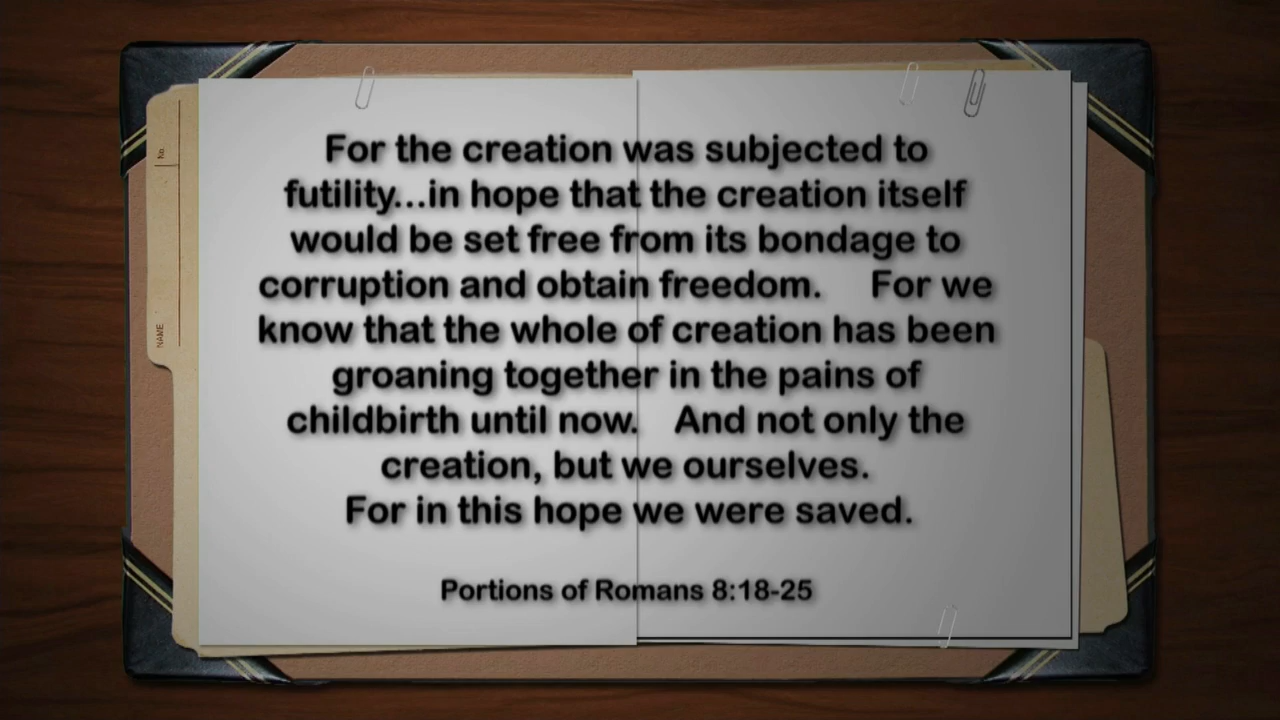 For the creation was subjected to
futility...in hope that the creation itself
would be set free from its bondage to
corruption and obtain freedom. For we
know that the whole of creation has been
groaning together in the pains of
childbirth until now. And not only the
creation, but we ourselves.
For in this hope we were saved.
Portions of Romans 8:18-25
No
NAME